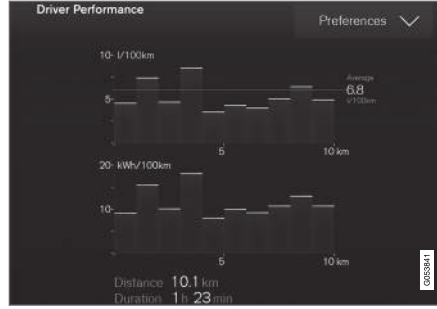 Driver Performance
Preferences
10- l/100km
Average
6.8
l/100km
5-
5
10 km
20- kWh/100km
10-
5
10 km
Distance 10.1 km
Duration 1 h 23 min
G053841